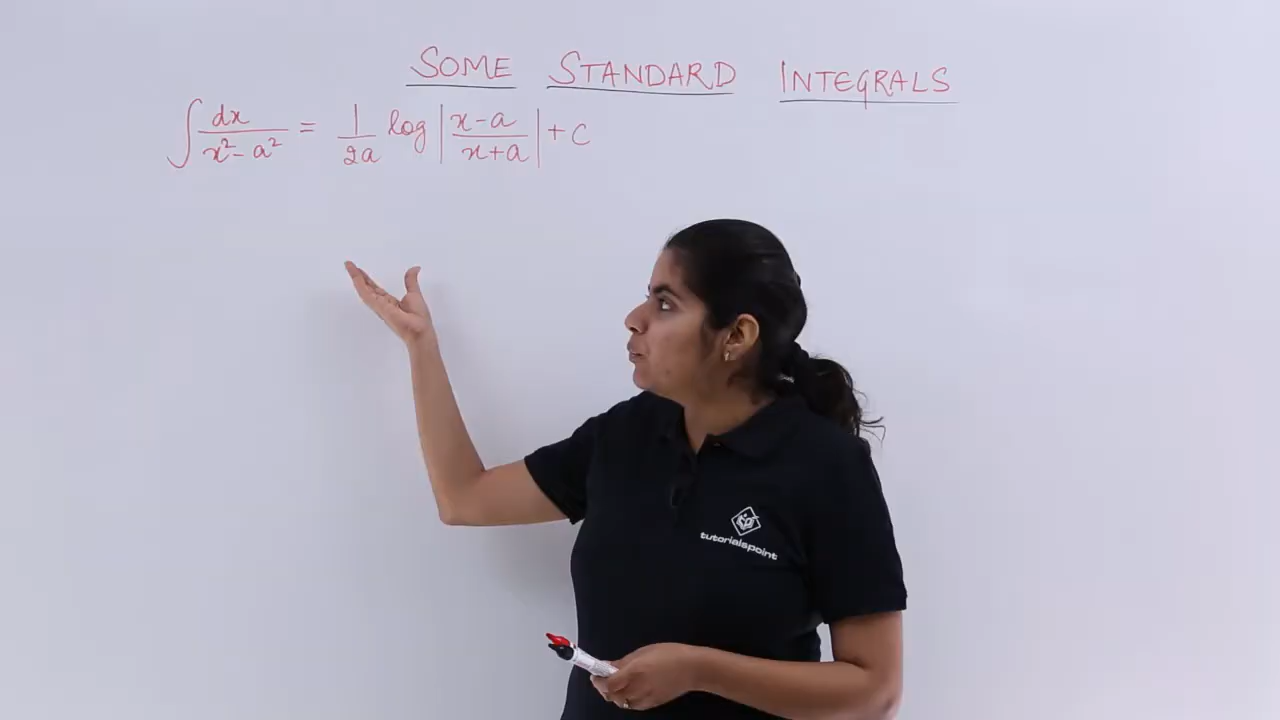 SOME STANDARD INTEGRALS
∫ dx / (x² - a²) = 1/2a log |(x-a)/(x+a)| + c
tutorialspoint